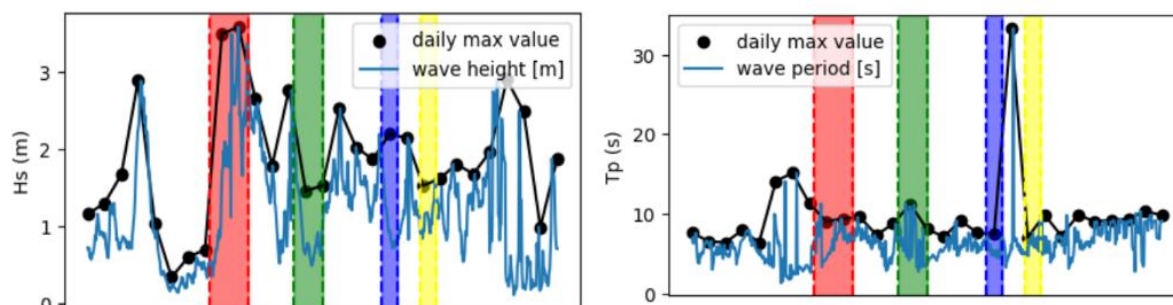 daily max value
wave height [m]
3
2
1
0
Hs (m)
daily max value
wave period [s]
30
20
10
0
Tp (s)